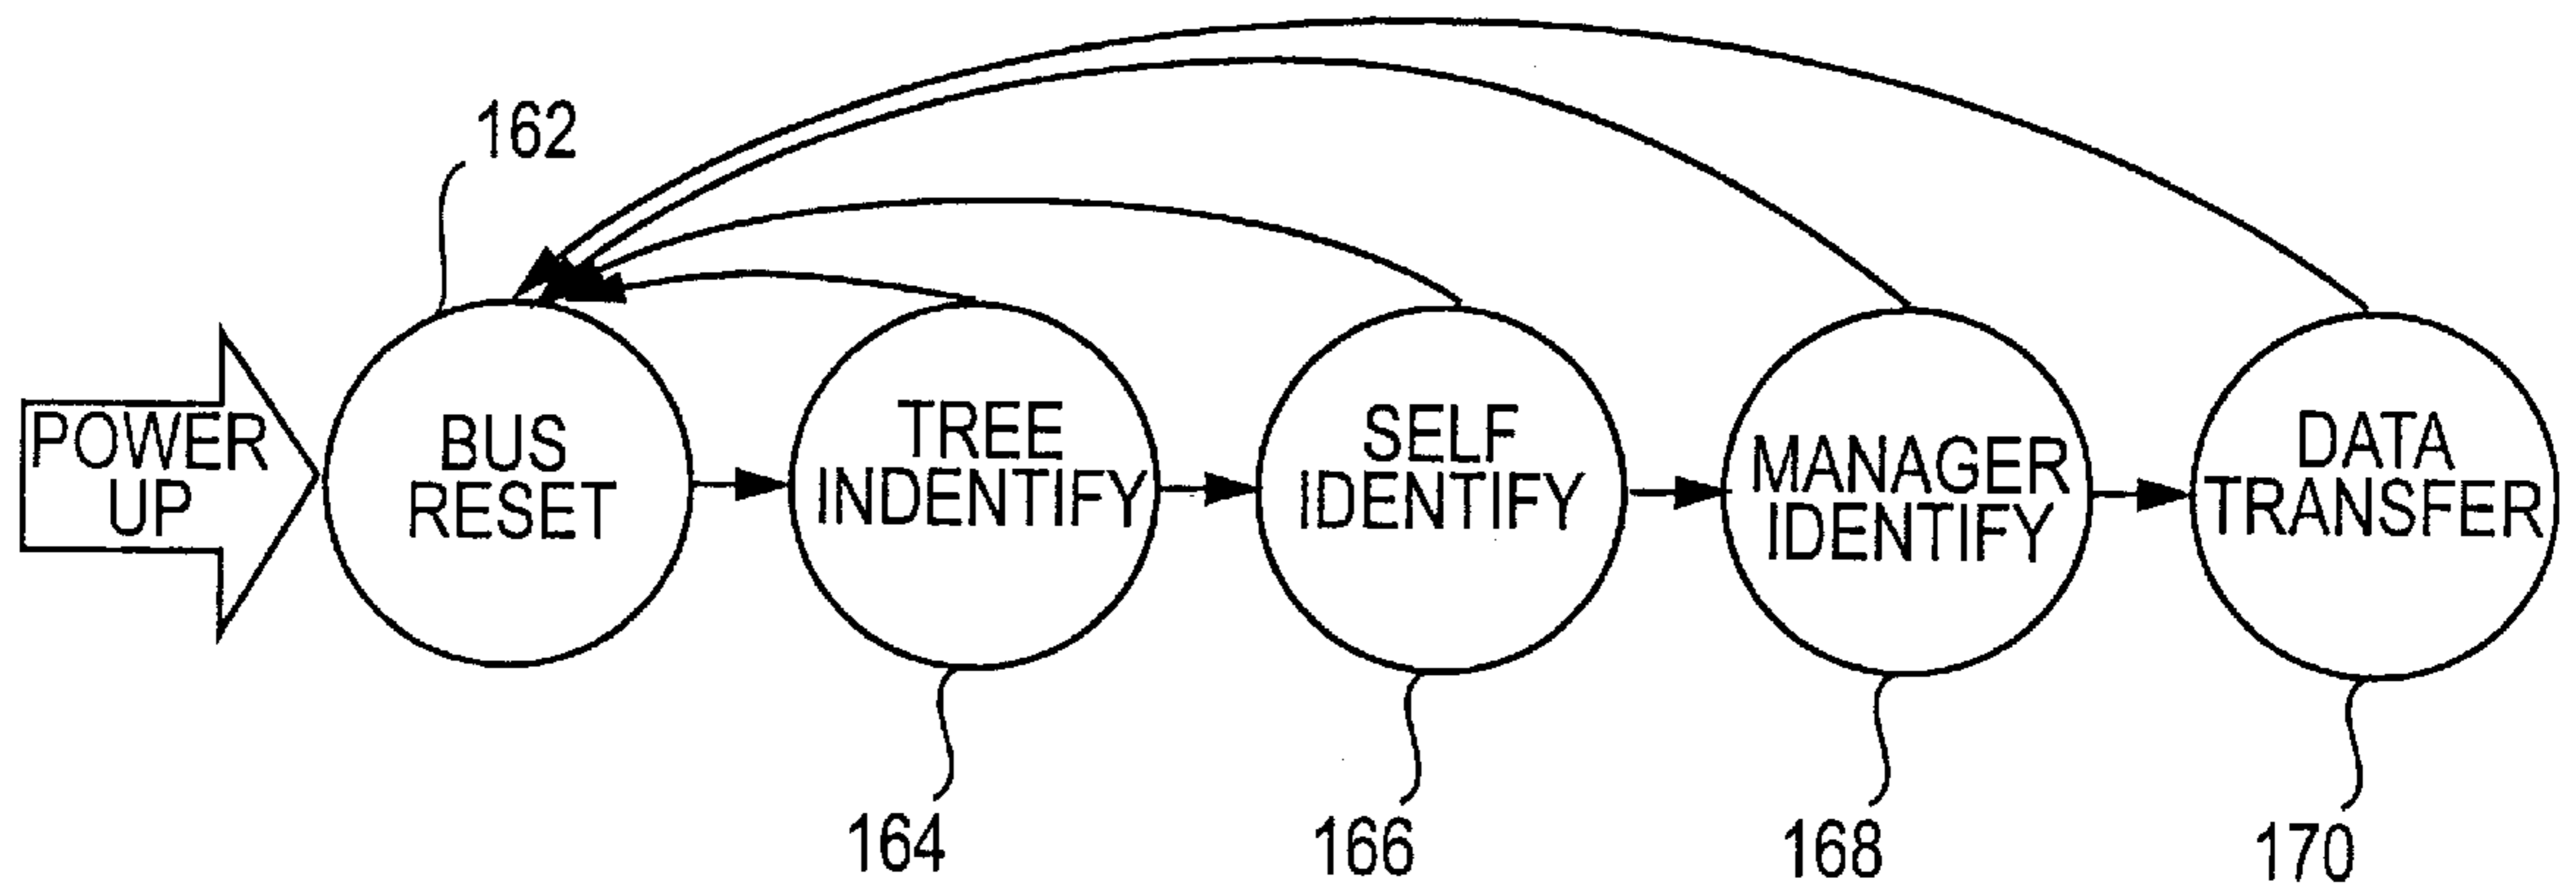 162
POWER
UP
BUS
RESET
TREE
INDENTIFY
SELF
IDENTIFY
MANAGER
IDENTIFY
DATA
TRANSFER
164
166
168
170